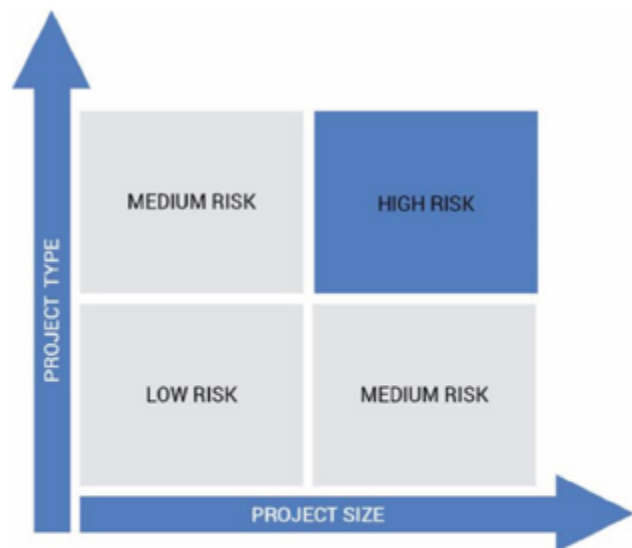 MEDIUM RISK
HIGH RISK
PROJECT TYPE
LOW RISK
MEDIUM RISK
PROJECT SIZE